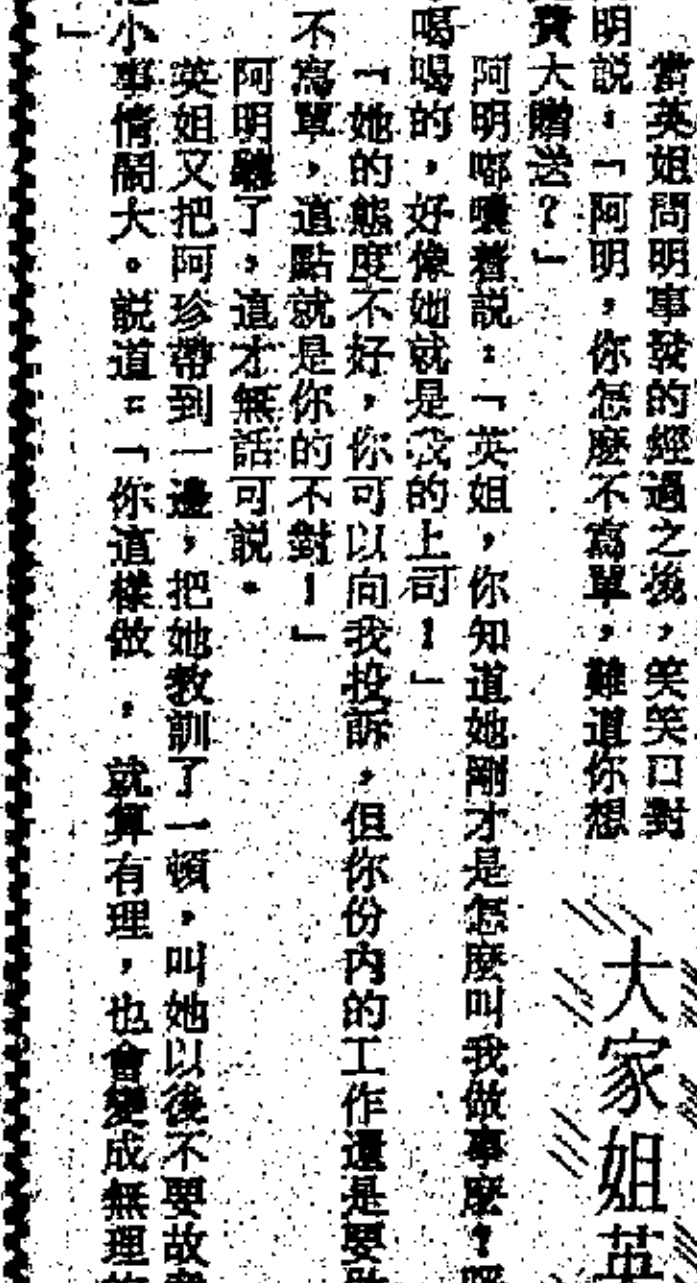 當英姐問明事發的經過之後，笑笑口對
明說：「阿明，你怎麼不寫單，難道你想
費大贈送？」
阿明嘟囔着說：「英姐，你知道她剛才是怎麼叫我做事麼？
喝喝的，好像她就是我的上司！」
「她的態度不好，你可以向我投訴，但你份內的工作還是要做
不寫單，這點就是你的不對！」
阿明聽了，這才無話可說。
英姐又把阿珍帶到一邊，把她教訓了一頓，叫她以後不要故意
小事情鬧大。說道：「你這樣做，就算有理，也會變成無理的
」
大家姐英